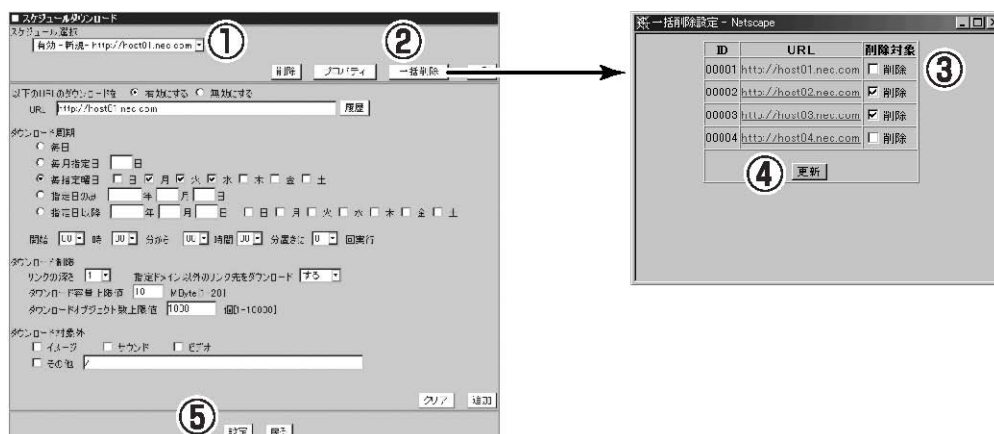 ■ スケジュールダウンロード
スケジュール選択
有効 - 新規 - http://host01.nec.com
①
②
削除 プロパティ 一括削除
以下のURLのダウンロードを 有効にする 無効にする
URL http://host01.nec.com 履歴
ダウンロード周期
毎日
毎月指定日 日
毎指定曜日 日 月 火 水 木 金 土
指定日のみ 年 月 日
指定日以降 年 月 日 日 月 火 水 木 金 土
開始 00 時 00 分から 00 時間 00 分置きに 0 回実行
ダウンロード制限
リンクの深さ 1 指定ドメイン以外のリンク先をダウンロード する
ダウンロード容量上限値 10 MByte[1-20]
ダウンロードオブジェクト数上限値 1000 個[1-10000]
ダウンロード対象外
イメージ サウンド ビデオ
その他 /
クリア 追加
⑤
設定 戻る
一括削除設定 - Netscape
ID URL 削除対象
00001 http://host01.nec.com 削除
③
00002 http://host02.nec.com 削除
00003 http://host03.nec.com 削除
00004 http://host04.nec.com 削除
④ 更新